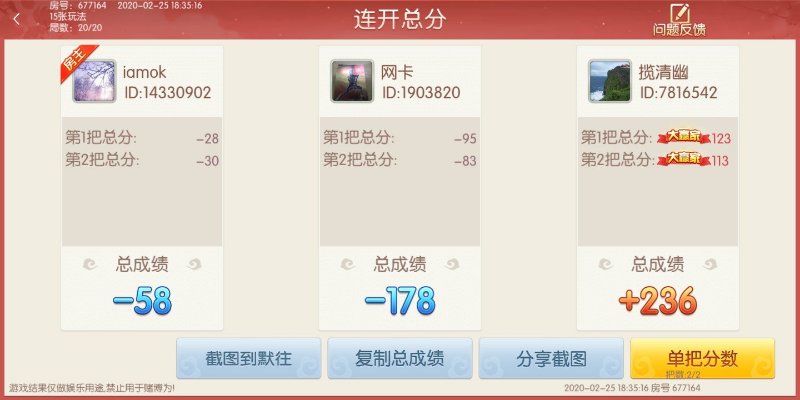 房号：677164 2020-02-25 18:35:16
15张玩法
周数：20/20
连开总分
问题反馈
房主
iamok
ID:14330902
第1把总分： -28
第2把总分： -30
总成绩
-58
网卡
ID:1903820
第1把总分： -95
第2把总分： -83
总成绩
-178
揽清幽
ID:7816542
第1把总分： 大赢家 123
第2把总分： 大赢家 113
总成绩
+236
截图到默往
复制总成绩
分享截图
单把分数
把数:2/2
游戏结果仅做娱乐用途,禁止用于赌博为!
2020-02-25 18:35:16 房号 677164